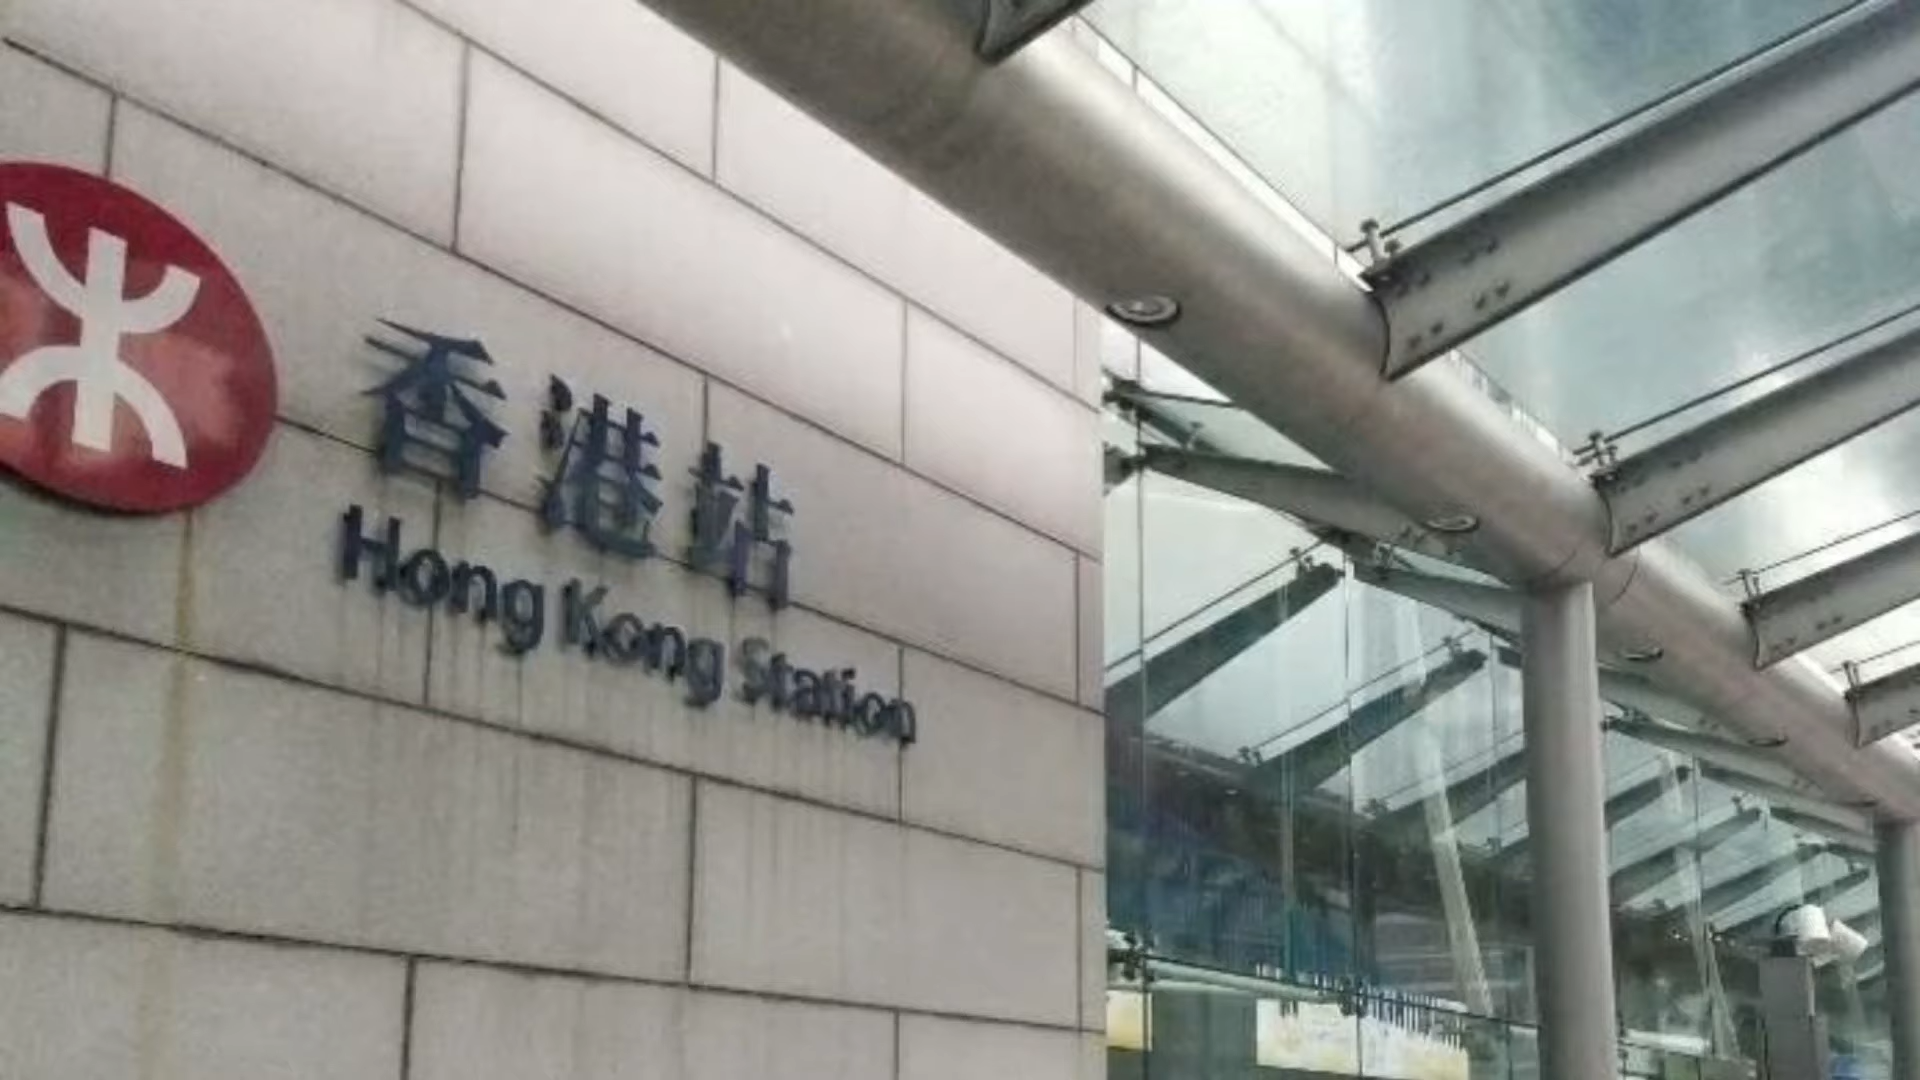 香港站
Hong Kong Station